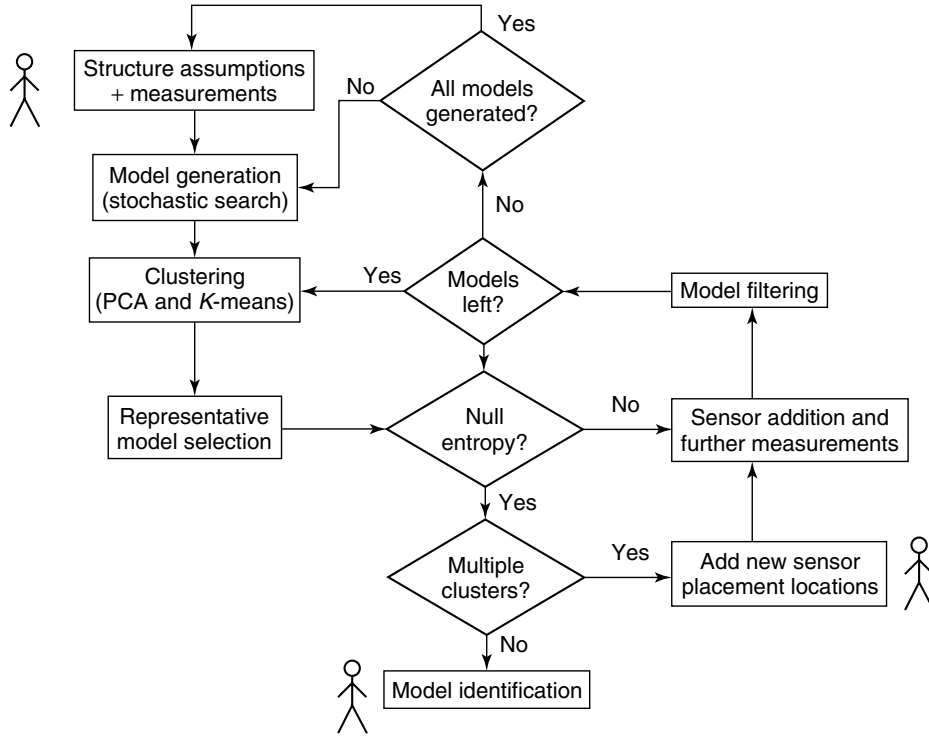 Yes
Structure assumptions
+ measurements
No
All models
generated?
Model generation
(stochastic search)
No
Clustering
(PCA and K-means)
Yes
Models
left?
Model filtering
Representative
model selection
Null
entropy?
No
Sensor addition and
further measurements
Yes
Multiple
clusters?
Yes
Add new sensor
placement locations
No
Model identification